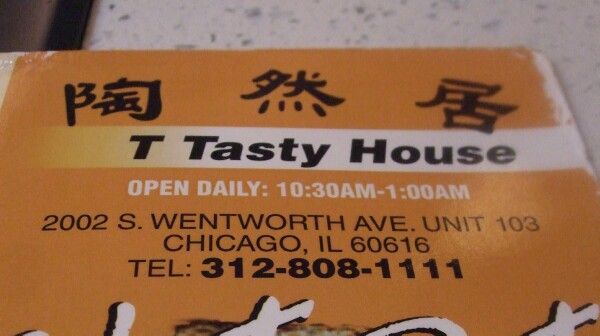 陶然居
T Tasty House
OPEN DAILY: 10:30AM-1:00AM
2002 S. WENTWORTH AVE. UNIT 103
CHICAGO, IL 60616
TEL: 312-808-1111